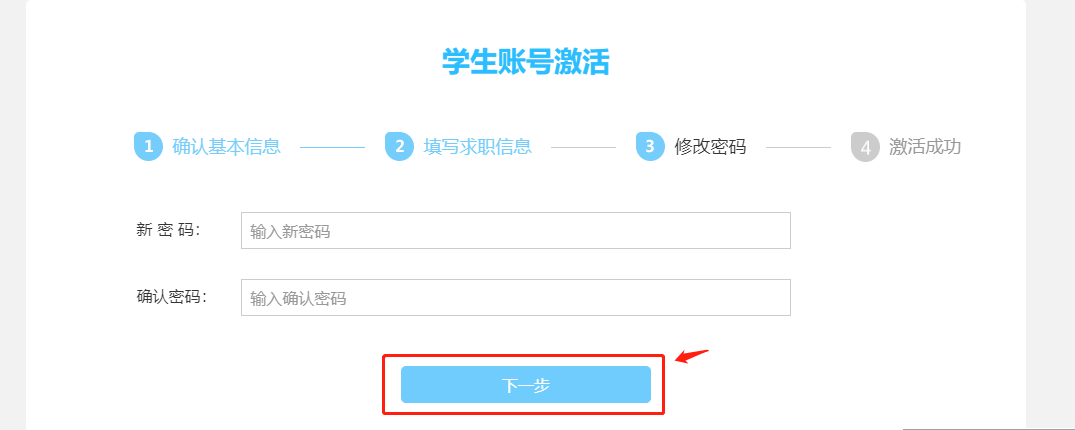 学生账号激活
1 确认基本信息 2 填写求职信息 3 修改密码 4 激活成功
新 密 码： 输入新密码
确认密码： 输入确认密码
下一步